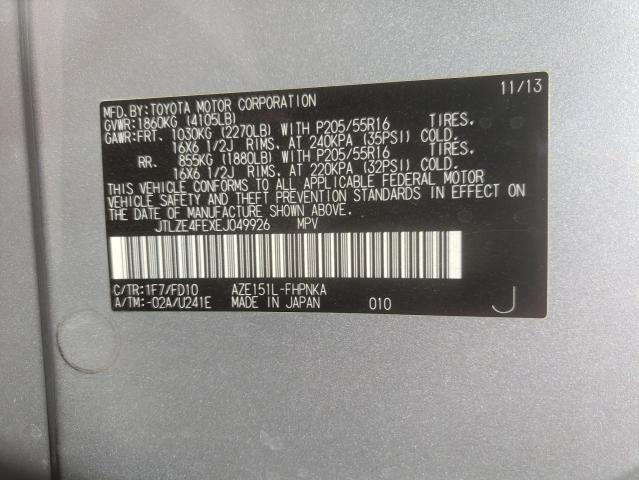 11/13
MFD.BY:TOYOTA MOTOR CORPORATION
GVWR:1860KG (4105LB)
GAWR:FRT. 1030KG (2270LB) WITH P205/55R16 TIRES.
16X6 1/2J RIMS. AT 240KPA (35PSI) COLD.
RR. 855KG (1880LB) WITH P205/55R16 TIRES.
16X6 1/2J RIMS. AT 220KPA (32PSI) COLD.
THIS VEHICLE CONFORMS TO ALL APPLICABLE FEDERAL MOTOR
VEHICLE SAFETY AND THEFT PREVENTION STANDARDS IN EFFECT ON
THE DATE OF MANUFACTURE SHOWN ABOVE.
JTLZE4FEXEJ049926 MPV
C/TR:1F7/FD10 AZE151L-FHPNKA
A/TM:-02A/U241E MADE IN JAPAN 010 J